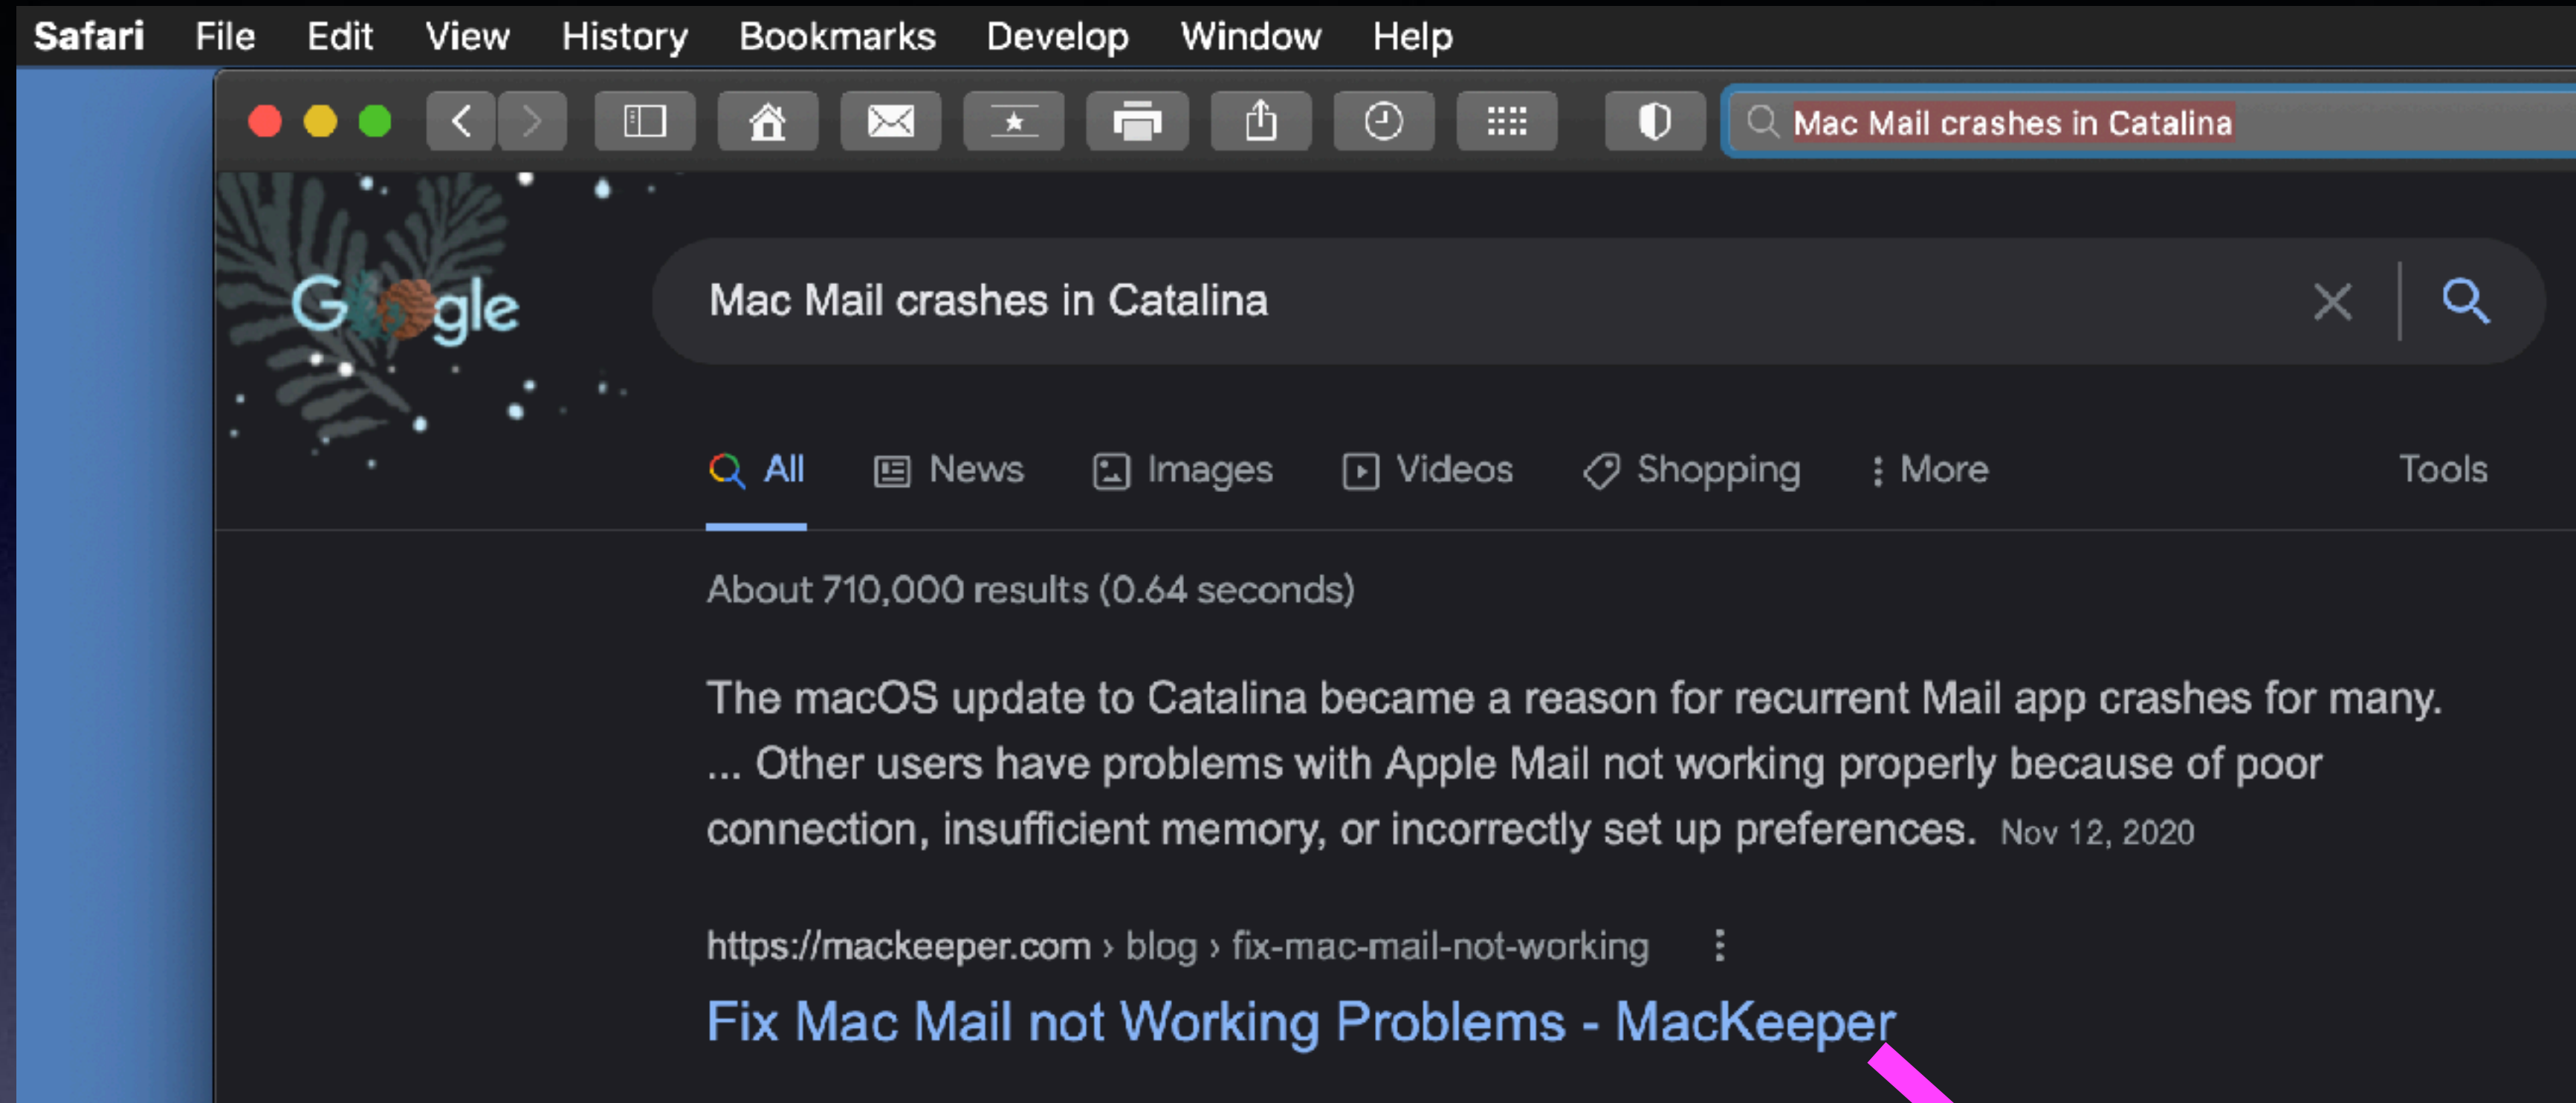 Safari File Edit View History Bookmarks Develop Window Help
Mac Mail crashes in Catalina
Google
Mac Mail crashes in Catalina
All News Images Videos Shopping More Tools
About 710,000 results (0.64 seconds)
The macOS update to Catalina became a reason for recurrent Mail app crashes for many.
... Other users have problems with Apple Mail not working properly because of poor
connection, insufficient memory, or incorrectly set up preferences. Nov 12, 2020
https://mackeeper.com › blog › fix-mac-mail-not-working
Fix Mac Mail not Working Problems - MacKeeper